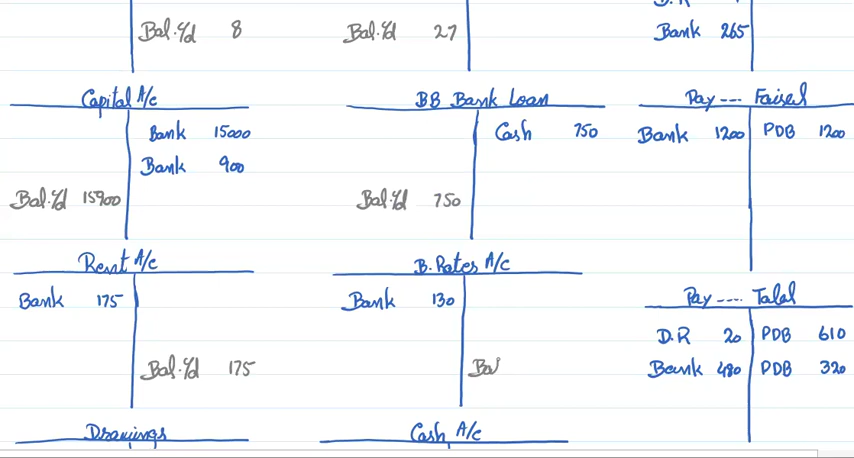 D.R
Bal.c/d 8
Bal.c/d 27
Bank 265
Capital A/c
Bank 15000
Bank 900
Bal.c/d 15900
BB Bank Loan
Cash 750
Bal.c/d 750
Pay --- Faisal
Bank 1200 PDB 1200
Rent A/c
Bank 175
Bal.c/d 175
B.Rates A/c
Bank 130
Bal
Pay ---- Talal
D.R 20 PDB 610
Bank 480 PDB 320
Drawings
Cash A/c